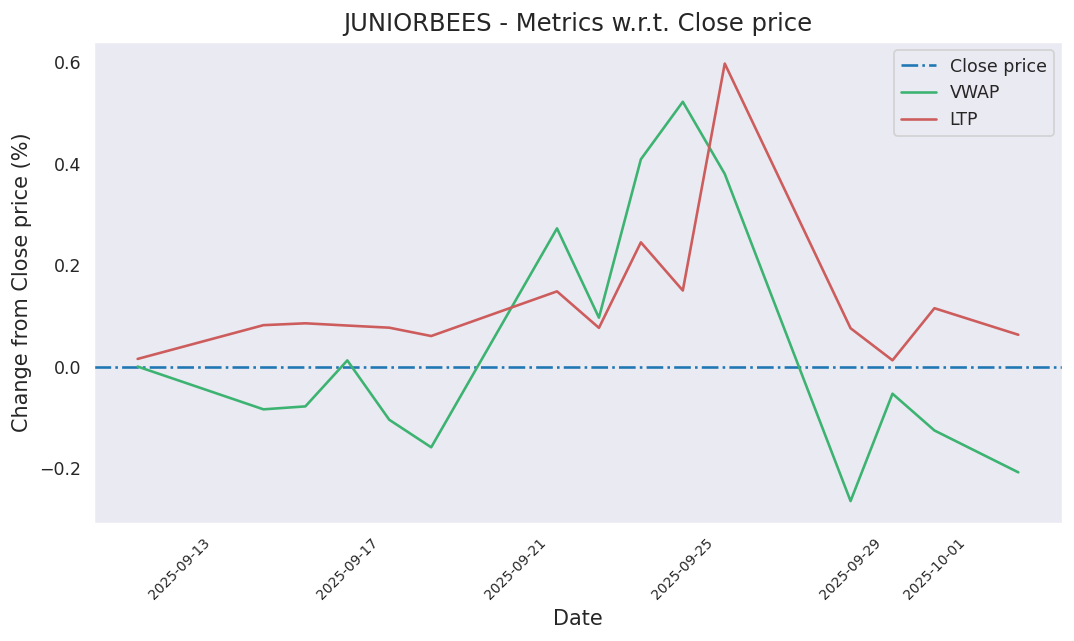 JUNIORBEES - Metrics w.r.t. Close price
Change from Close price (%)
0.6
0.4
0.2
0.0
−0.2
Close price
VWAP
LTP
2025-09-13
2025-09-17
2025-09-21
2025-09-25
2025-09-29
2025-10-01
Date